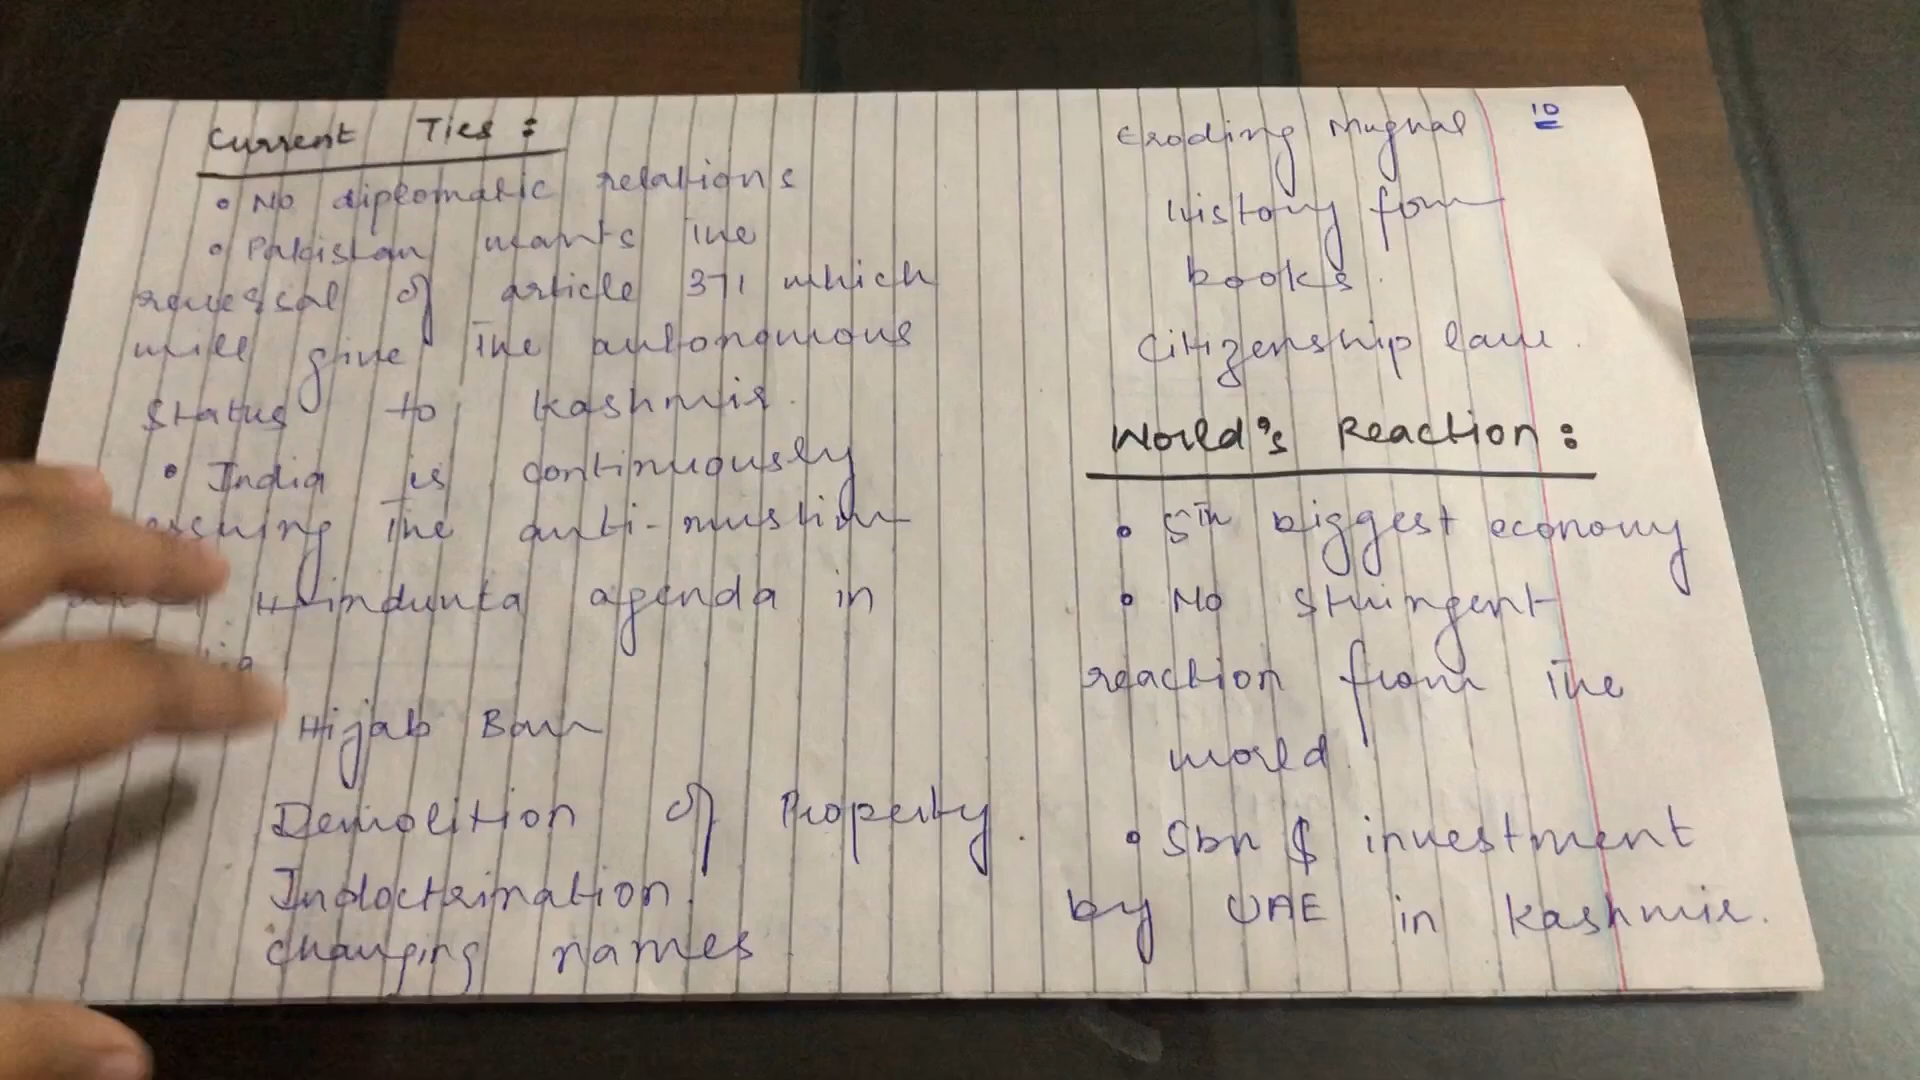 Current Ties :
• No diplomatic relations
• Pakistan wants the
reversal of article 371 which
will give the autonomous
status to Kashmir.
• India is continuously
the anti-muslim
Hindutva agenda in
Hijab Ban
Demolition of Property.
Indoctrination.
changing names
10
Eroding Mughal
history from
books.
Citizenship law.
World's Reaction :
• 5th biggest economy
• No stringent
reaction from the
world.
• 5bn $ investment
by UAE in Kashmir.